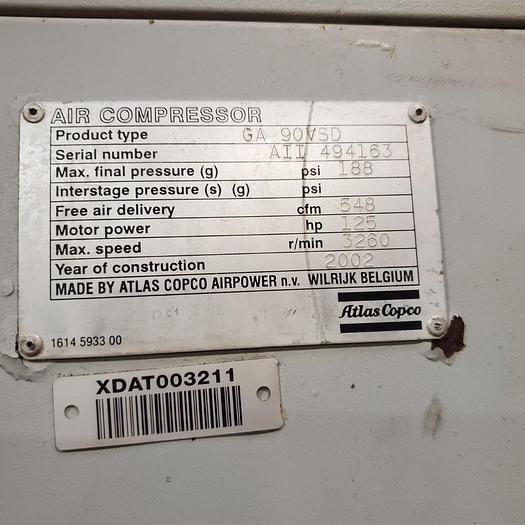 AIR COMPRESSOR
Product type GA 90VSD
Serial number AII 494163
Max. final pressure (g) psi 188
Interstage pressure (s) (g) psi
Free air delivery cfm 548
Motor power hp 125
Max. speed r/min 3260
Year of construction 2002
MADE BY ATLAS COPCO AIRPOWER n.v. WILRIJK BELGIUM
Atlas Copco
1614 5933 00
XDAT003211